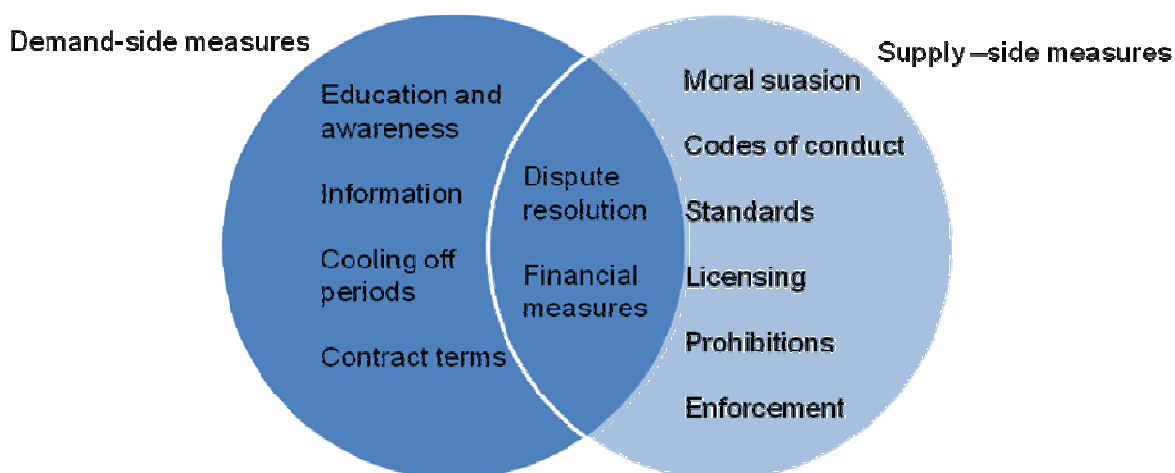 Demand-side measures
Education and
awareness
Information
Cooling off
periods
Contract terms
Dispute
resolution
Financial
measures
Supply–side measures
Moral suasion
Codes of conduct
Standards
Licensing
Prohibitions
Enforcement